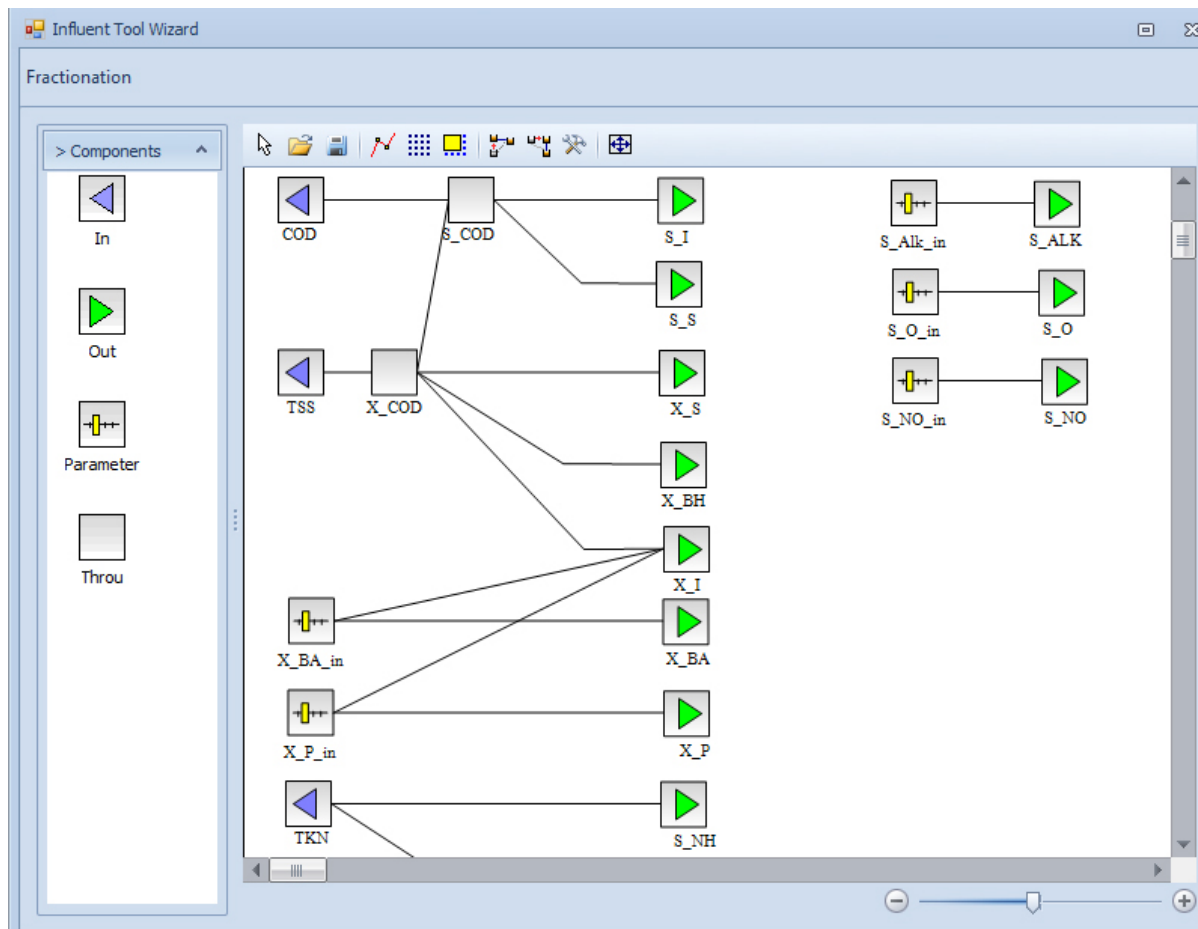 Influent Tool Wizard
Fractionation
> Components
In
Out
Parameter
Throu
COD
S_COD
S_I
S_Alk_in
S_ALK
S_S
S_O_in
S_O
TSS
X_COD
X_S
S_NO_in
S_NO
X_BH
X_I
X_BA_in
X_BA
X_P_in
X_P
TKN
S_NH